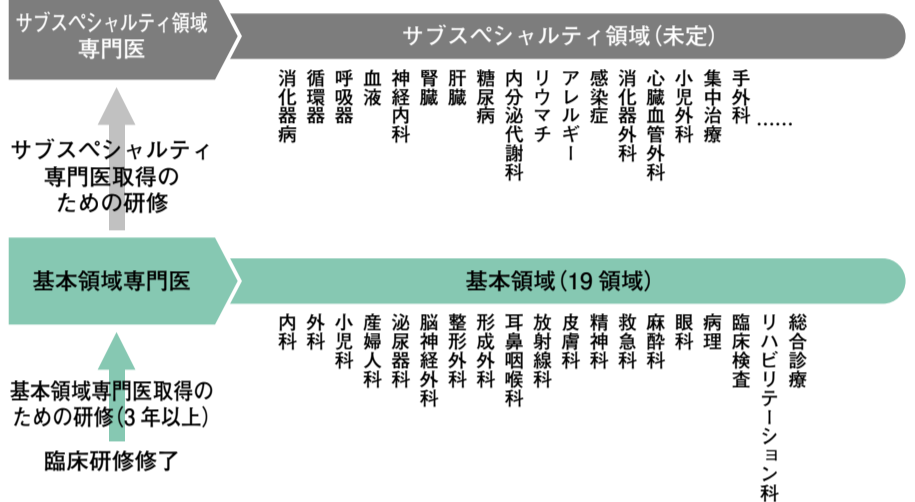 サブスペシャルティ領域
専門医
サブスペシャルティ領域(未定)
消化器病
循環器
呼吸器
血液
神経内科
腎臓
肝臓
糖尿病
内分泌代謝科
リウマチ
アレルギー
感染症
消化器外科
心臓血管外科
小児外科
集中治療
手外科
……
サブスペシャルティ
専門医取得の
ための研修
基本領域専門医
基本領域(19領域)
内科
外科
小児科
産婦人科
泌尿器科
脳神経外科
整形外科
形成外科
耳鼻咽喉科
放射線科
皮膚科
精神科
救急科
麻酔科
眼科
病理
臨床検査
リハビリテーション科
総合診療
基本領域専門医取得の
ための研修(3年以上)
臨床研修修了